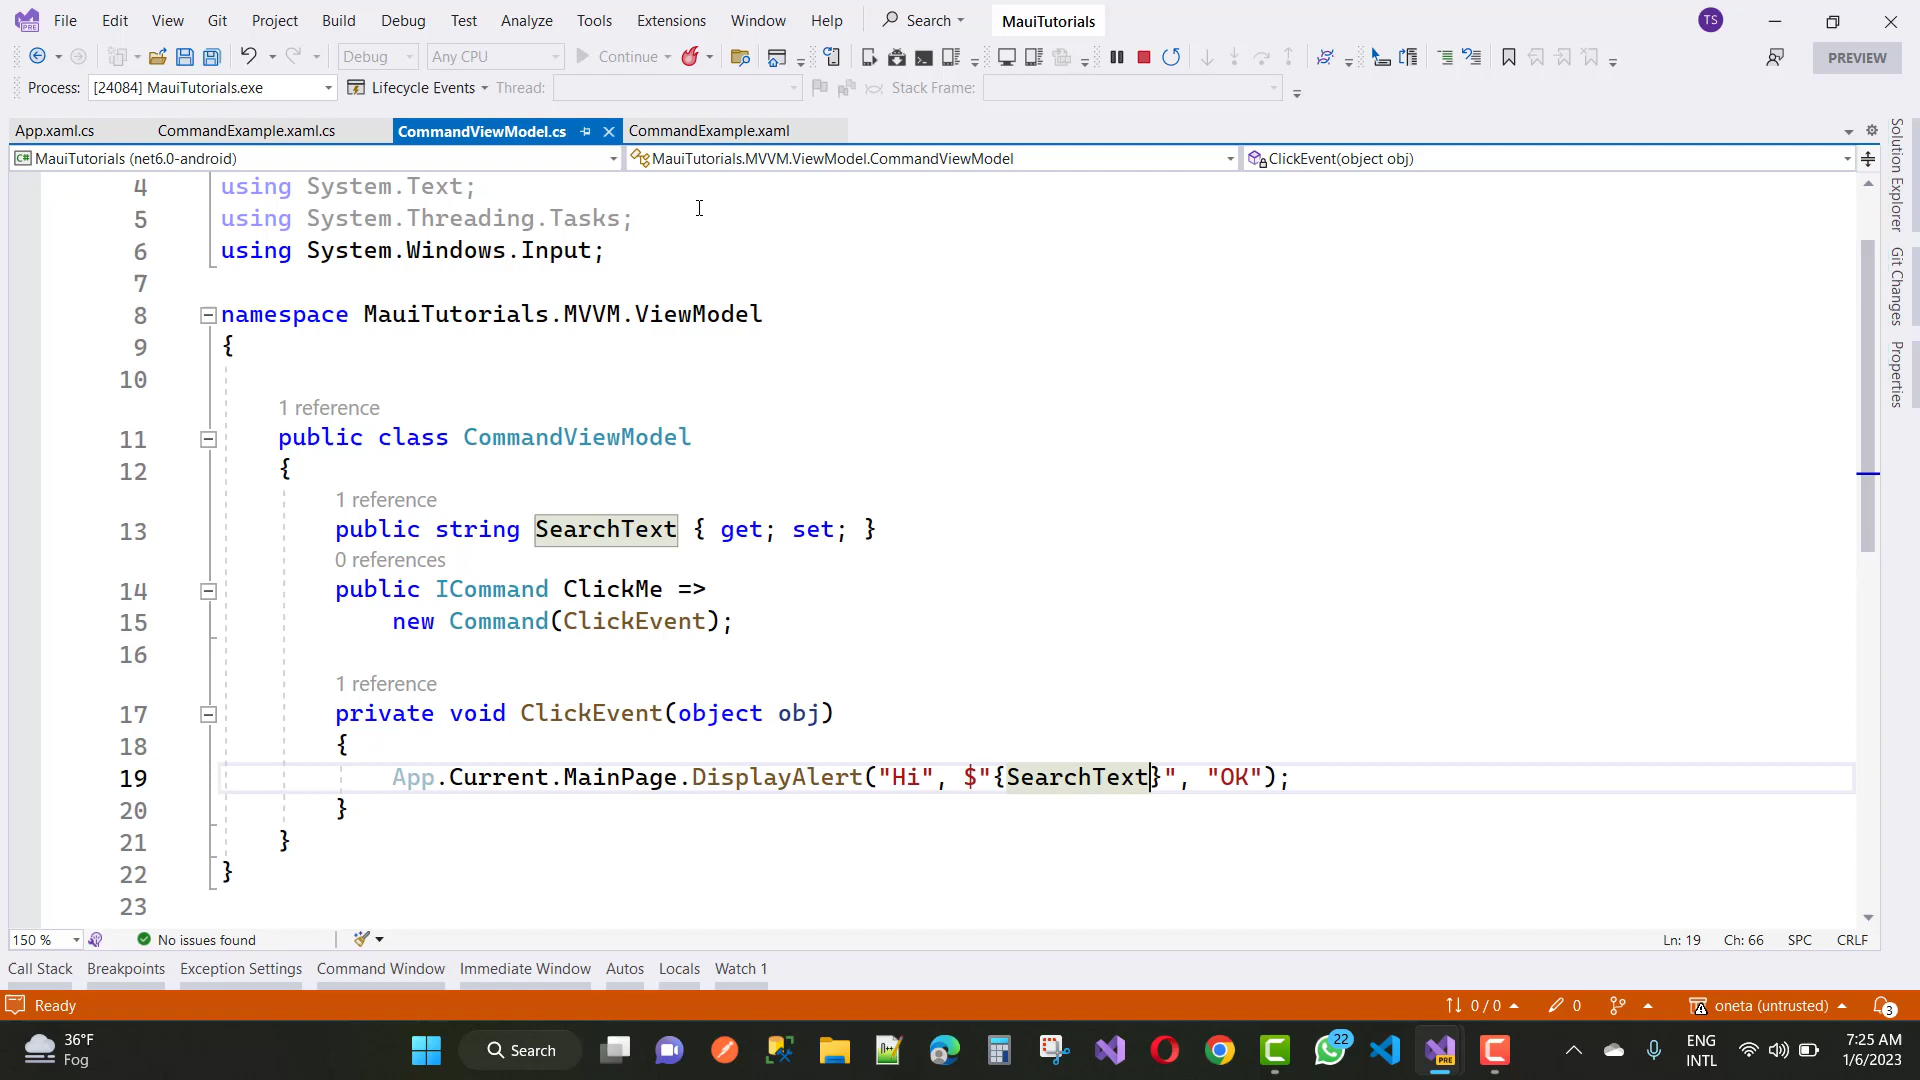 File Edit View Git Project Build Debug Test Analyze Tools Extensions Window Help Search MauiTutorials TS
Debug Any CPU Continue PREVIEW
Process: [24084] MauiTutorials.exe Lifecycle Events Thread: Stack Frame:
App.xaml.cs CommandExample.xaml.cs CommandViewModel.cs CommandExample.xaml
MauiTutorials (net6.0-android) MauiTutorials.MVVM.ViewModel.CommandViewModel ClickEvent(object obj)
4 using System.Text;
5 using System.Threading.Tasks;
6 using System.Windows.Input;
7
8 namespace MauiTutorials.MVVM.ViewModel
9 {
10
1 reference
11 public class CommandViewModel
12 {
1 reference
13 public string SearchText { get; set; }
0 references
14 public ICommand ClickMe =>
15 new Command(ClickEvent);
16
1 reference
17 private void ClickEvent(object obj)
18 {
19 App.Current.MainPage.DisplayAlert("Hi", $"{SearchText}", "OK");
20 }
21 }
22 }
23
Solution Explorer
Git Changes
Properties
150 % No issues found Ln: 19 Ch: 66 SPC CRLF
Call Stack Breakpoints Exception Settings Command Window Immediate Window Autos Locals Watch 1
Ready 0 / 0 0 oneta (untrusted) 3
36°F
Fog
Search
22
PRE
ENG
INTL
7:25 AM
1/6/2023